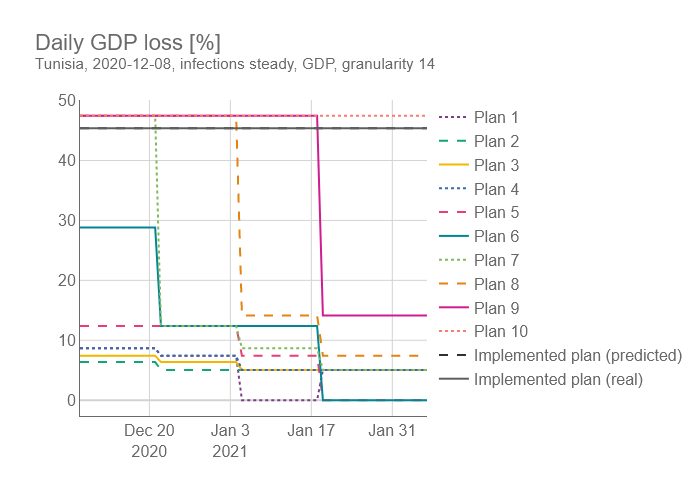 Daily GDP loss [%]
Tunisia, 2020-12-08, infections steady, GDP, granularity 14
50
40
30
20
10
0
Dec 20
2020
Jan 3
2021
Jan 17
Jan 31
Plan 1
Plan 2
Plan 3
Plan 4
Plan 5
Plan 6
Plan 7
Plan 8
Plan 9
Plan 10
Implemented plan (predicted)
Implemented plan (real)